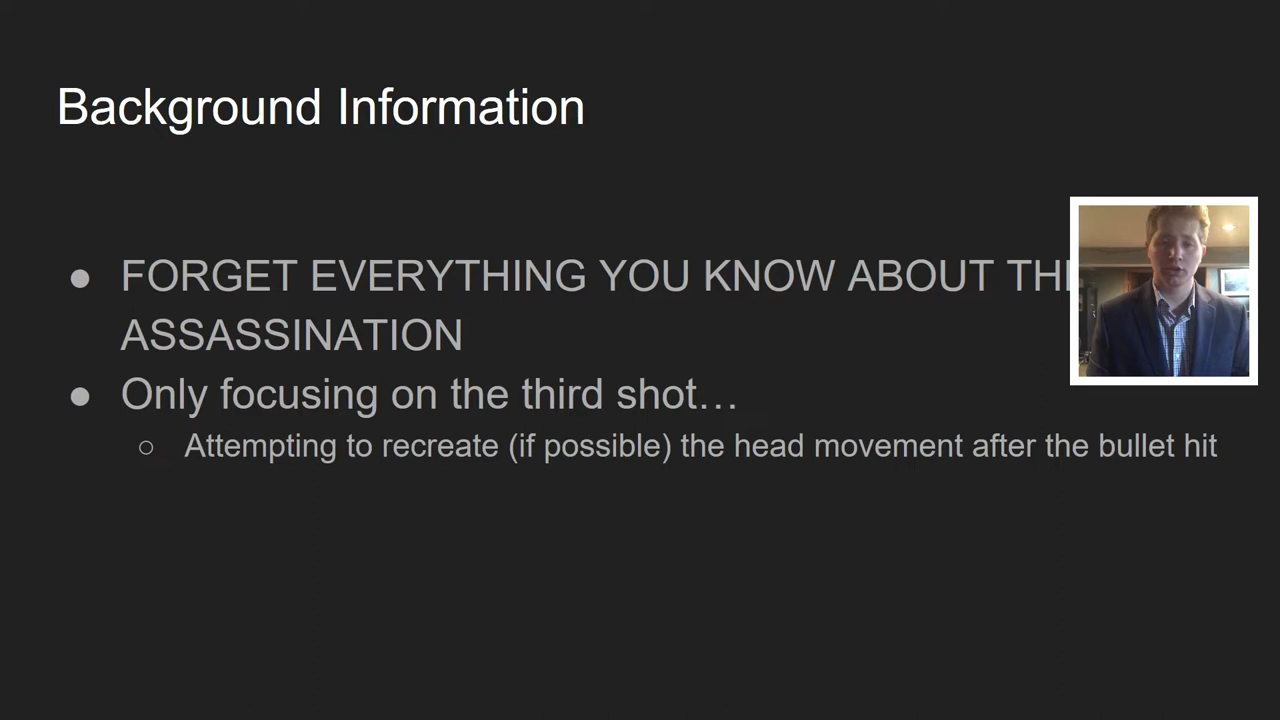 Background Information
FORGET EVERYTHING YOU KNOW ABOUT THE
ASSASSINATION
Only focusing on the third shot…
Attempting to recreate (if possible) the head movement after the bullet hit